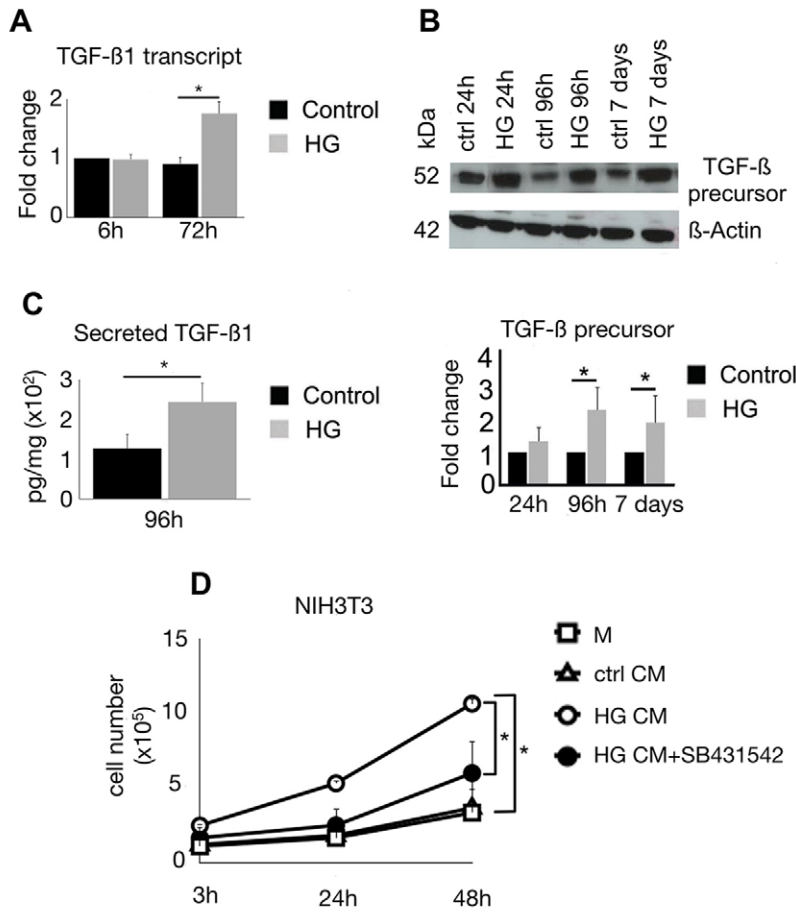 A
TGF-ß1 transcript
Fold change
2
1
0
*
6h
72h
Control
HG
B
kDa
ctrl 24h
HG 24h
ctrl 96h
HG 96h
ctrl 7 days
HG 7 days
52
TGF-ß
precursor
42
ß-Actin
C
Secreted TGF-ß1
pg/mg (x10²)
3
2
1
0
*
96h
Control
HG
TGF-ß precursor
Fold change
4
3
2
1
0
*
*
24h
96h
7 days
Control
HG
D
NIH3T3
cell number
(x10⁵)
15
10
5
0
3h
24h
48h
*
*
M
ctrl CM
HG CM
HG CM+SB431542